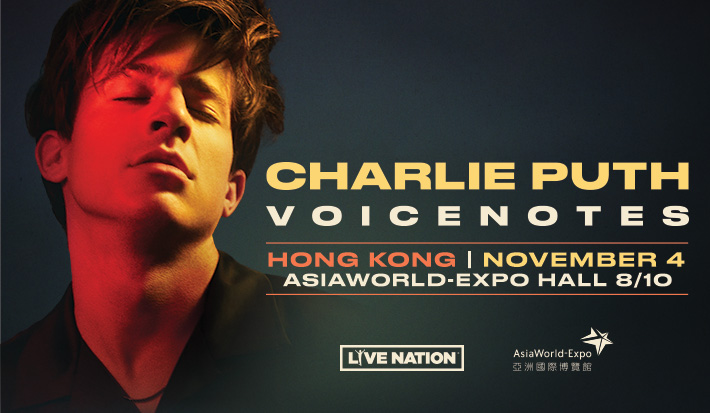 CHARLIE PUTH
VOICENOTES
HONG KONG | NOVEMBER 4
ASIAWORLD-EXPO HALL 8/10
LIVE NATION
AsiaWorld-Expo
亞洲國際博覽館